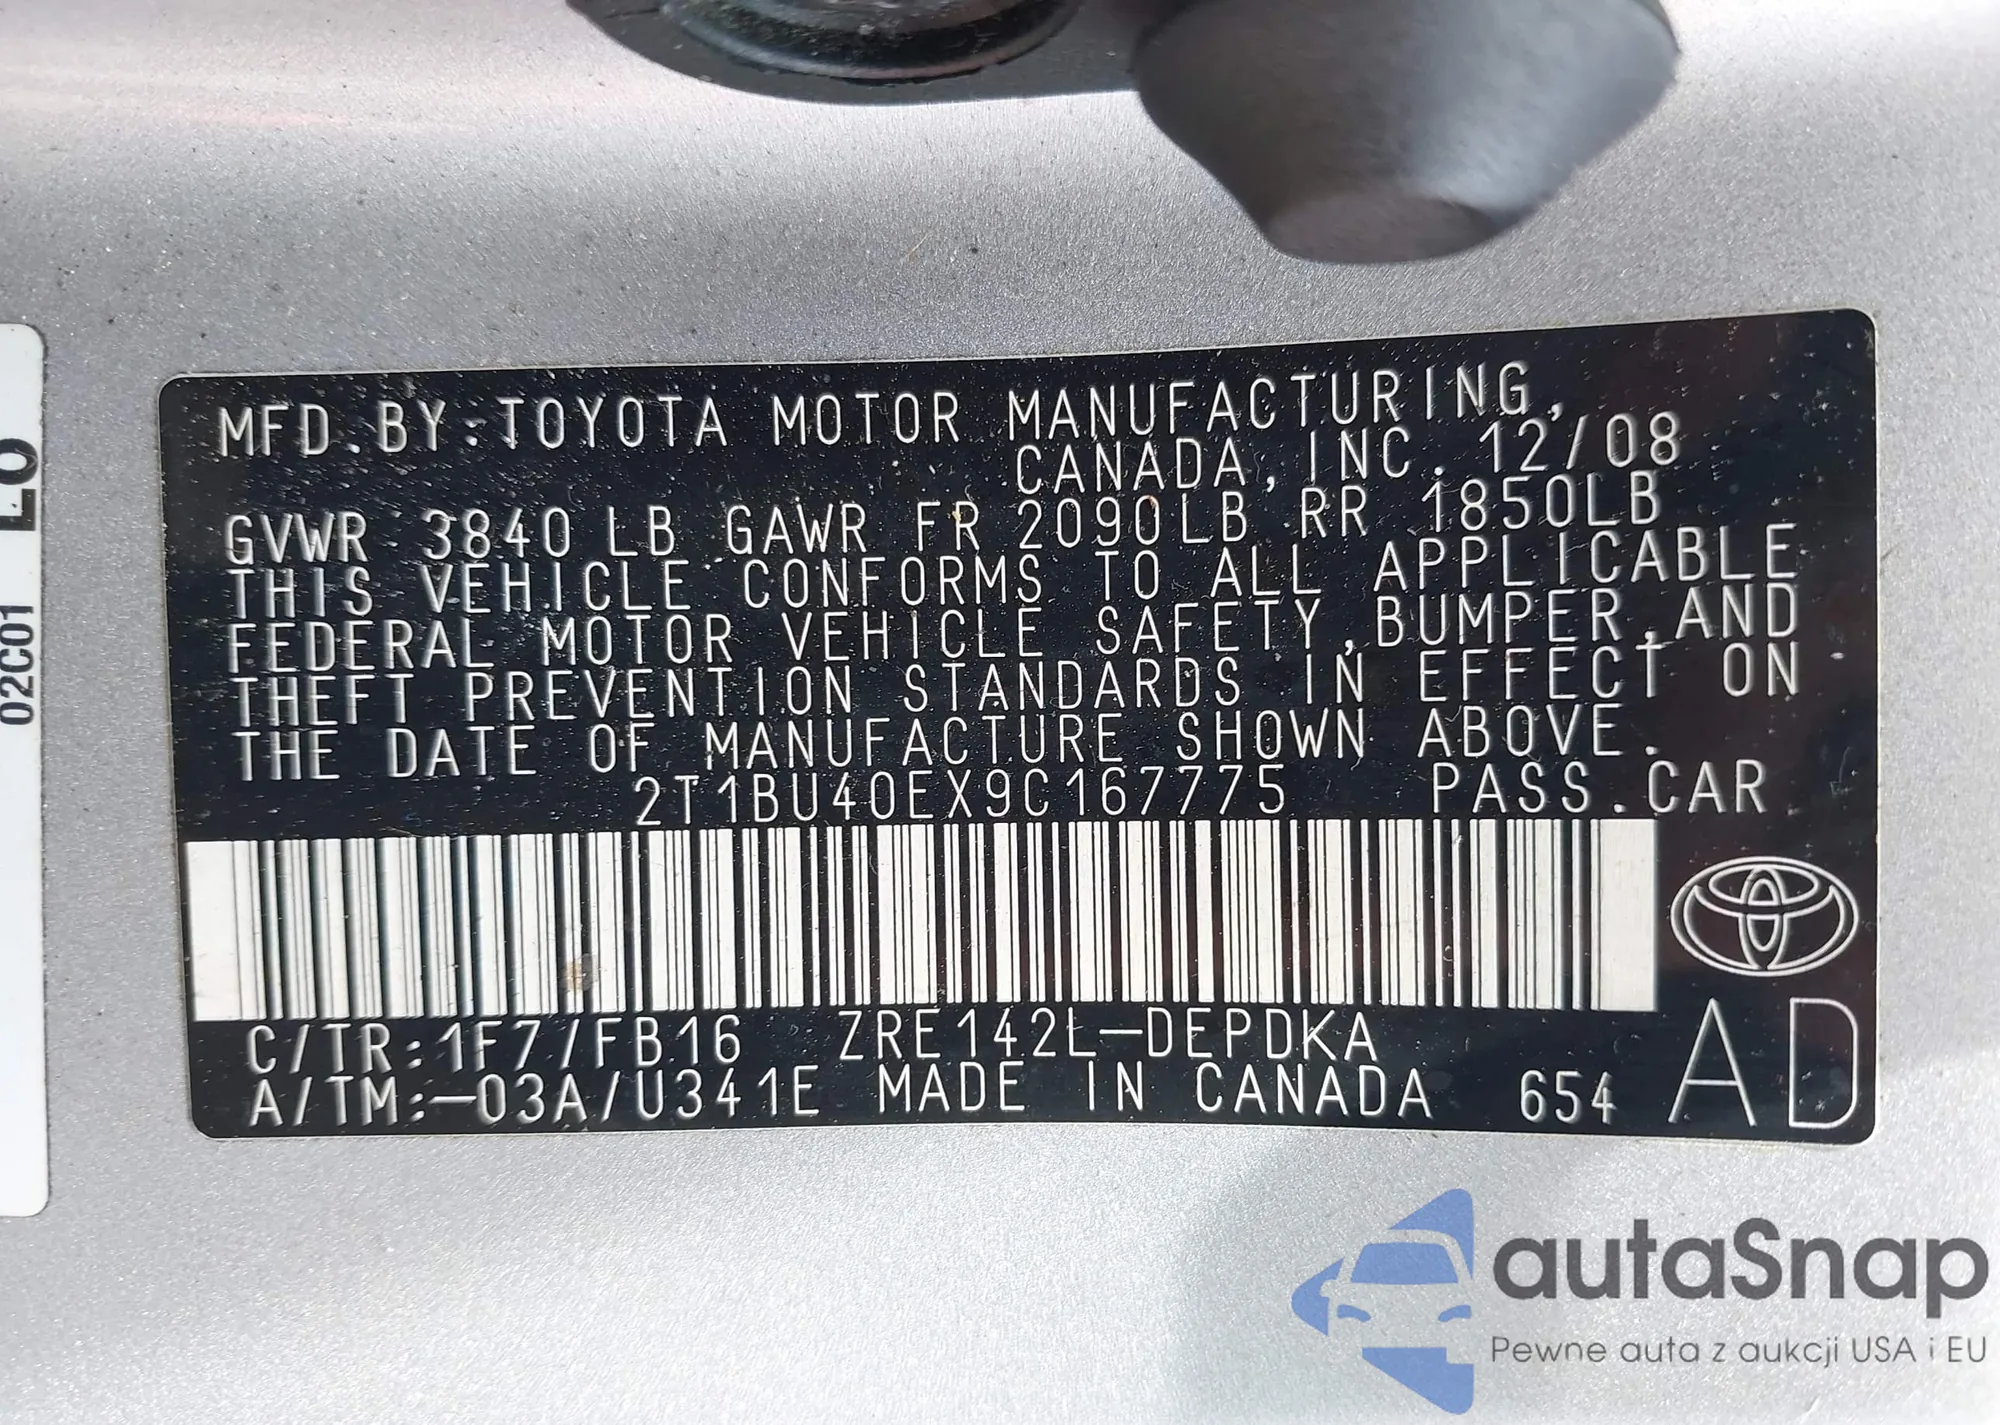 MFD.BY:TOYOTA MOTOR MANUFACTURING,
CANADA,INC. 12/08
GVWR 3840 LB GAWR FR 2090LB RR 1850LB
THIS VEHICLE CONFORMS TO ALL APPLICABLE
FEDERAL MOTOR VEHICLE SAFETY,BUMPER,AND
THEFT PREVENTION STANDARDS IN EFFECT ON
THE DATE OF MANUFACTURE SHOWN ABOVE.
2T1BU40EX9C167775 PASS.CAR
C/TR:1F7/FB16 ZRE142L-DEPDKA
A/TM:-03A/U341E MADE IN CANADA 654
AD
02C01
autaSnap
Pewne auta z aukcji USA i EU